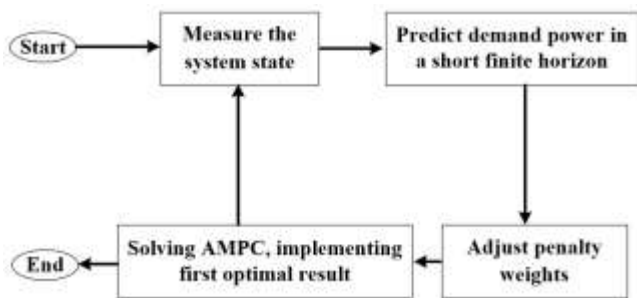 Start
Measure the
system state
Predict demand power in
a short finite horizon
Adjust penalty
weights
Solving AMPC, implementing
first optimal result
End